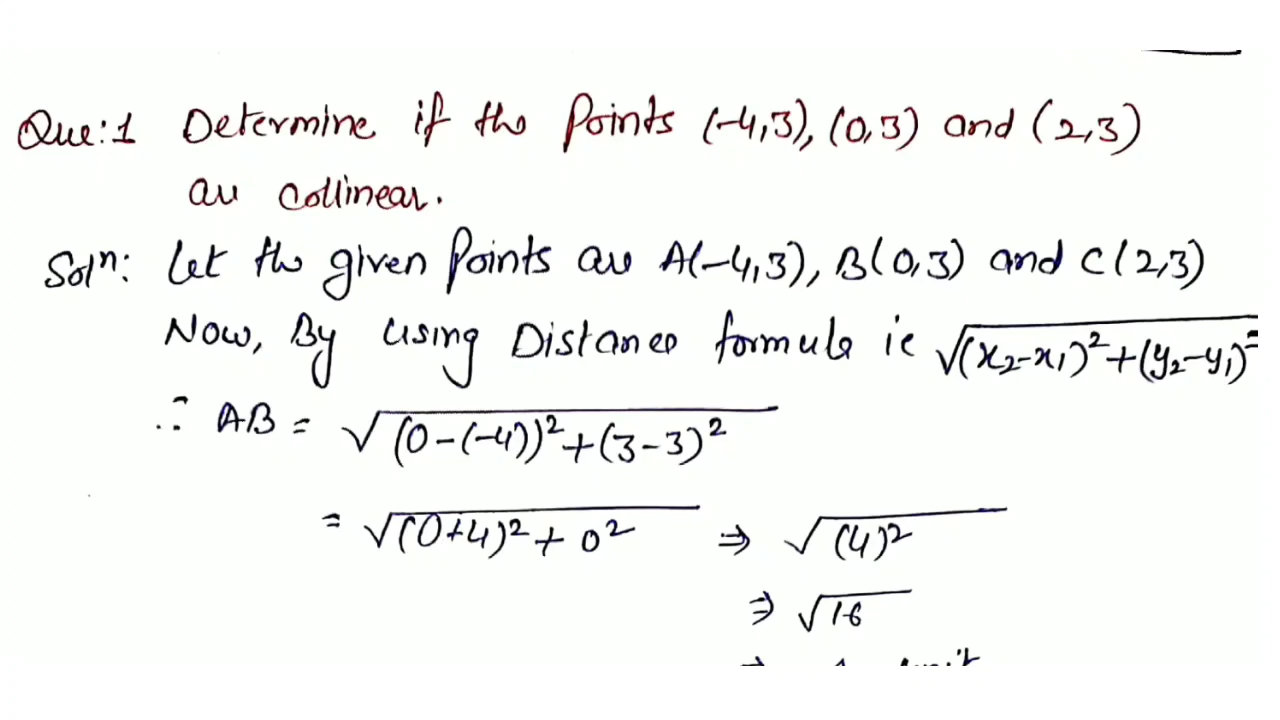 Que:1 Determine if the Points (-4,3), (0,3) and (2,3)
are collinear.
Solⁿ: Let the given Points are A(-4,3), B(0,3) and C(2,3)
Now, By using Distance formula ie √(x₂-x₁)²+(y₂-y₁)²
∴ AB = √(0-(-4))²+(3-3)²
= √(0+4)²+0² ⇒ √(4)²
⇒ √16